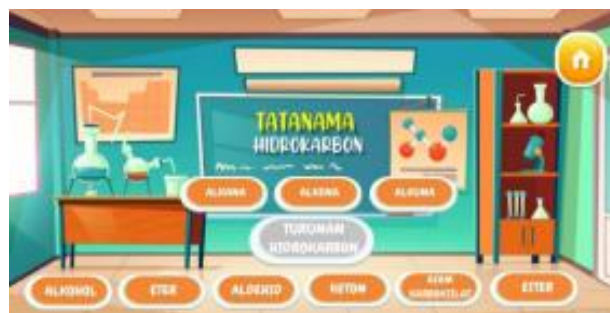 TATANAMA
HIDROKARBON
ALKANA
ALKENA
ALKUNA
TURUNAN
HIDROKARBON
ALKOHOL
ETER
ALDEHID
KETON
ASAM
KARBOKSILAT
ESTER